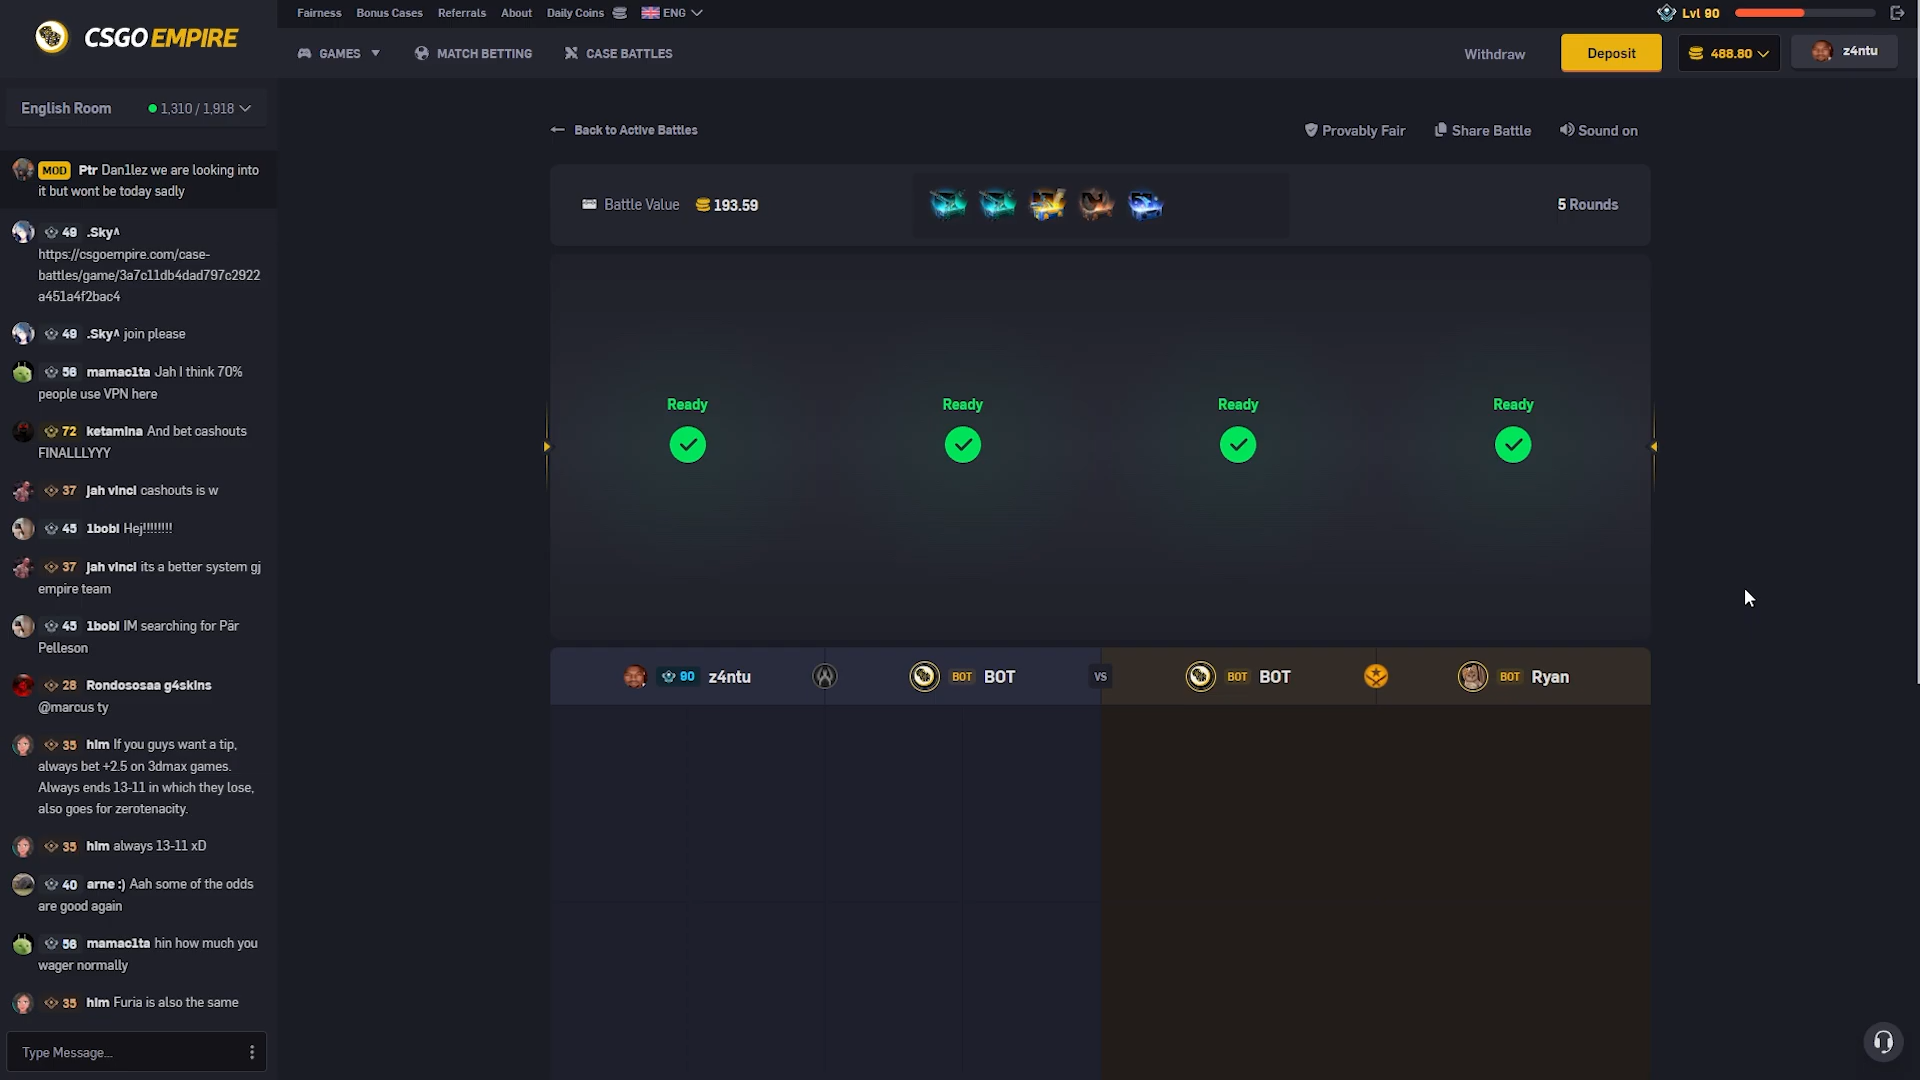 CSGOEMPIRE
Fairness Bonus Cases Referrals About Daily Coins ENG
Lvl 90
GAMES MATCH BETTING CASE BATTLES
Withdraw Deposit 488.80 z4ntu
English Room 1,310 / 1,918
MOD Ptr Dan1lez we are looking into
it but wont be today sadly
49 .Sky^
https://csgoempire.com/case-
battles/game/3a7c11db4dad797c2922
a451a4f2bac4
49 .Sky^ join please
56 mamac1ta Jah I think 70%
people use VPN here
72 ketamina And bet cashouts
FINALLLYYY
37 jah vinci cashouts is w
45 1bobi Hej!!!!!!!!
37 jah vinci its a better system gj
empire team
45 1bobi IM searching for Pär
Pelleson
28 Rondososaa g4skins
@marcus ty
35 him If you guys want a tip,
always bet +2.5 on 3dmax games.
Always ends 13-11 in which they lose,
also goes for zerotenacity.
35 him always 13-11 xD
40 arne :) Aah some of the odds
are good again
56 mamac1ta hin how much you
wager normally
35 him Furia is also the same
Type Message...
Back to Active Battles
Provably Fair Share Battle Sound on
Battle Value 193.59
5 Rounds
Ready Ready Ready Ready
90 z4ntu BOT BOT VS BOT BOT BOT Ryan